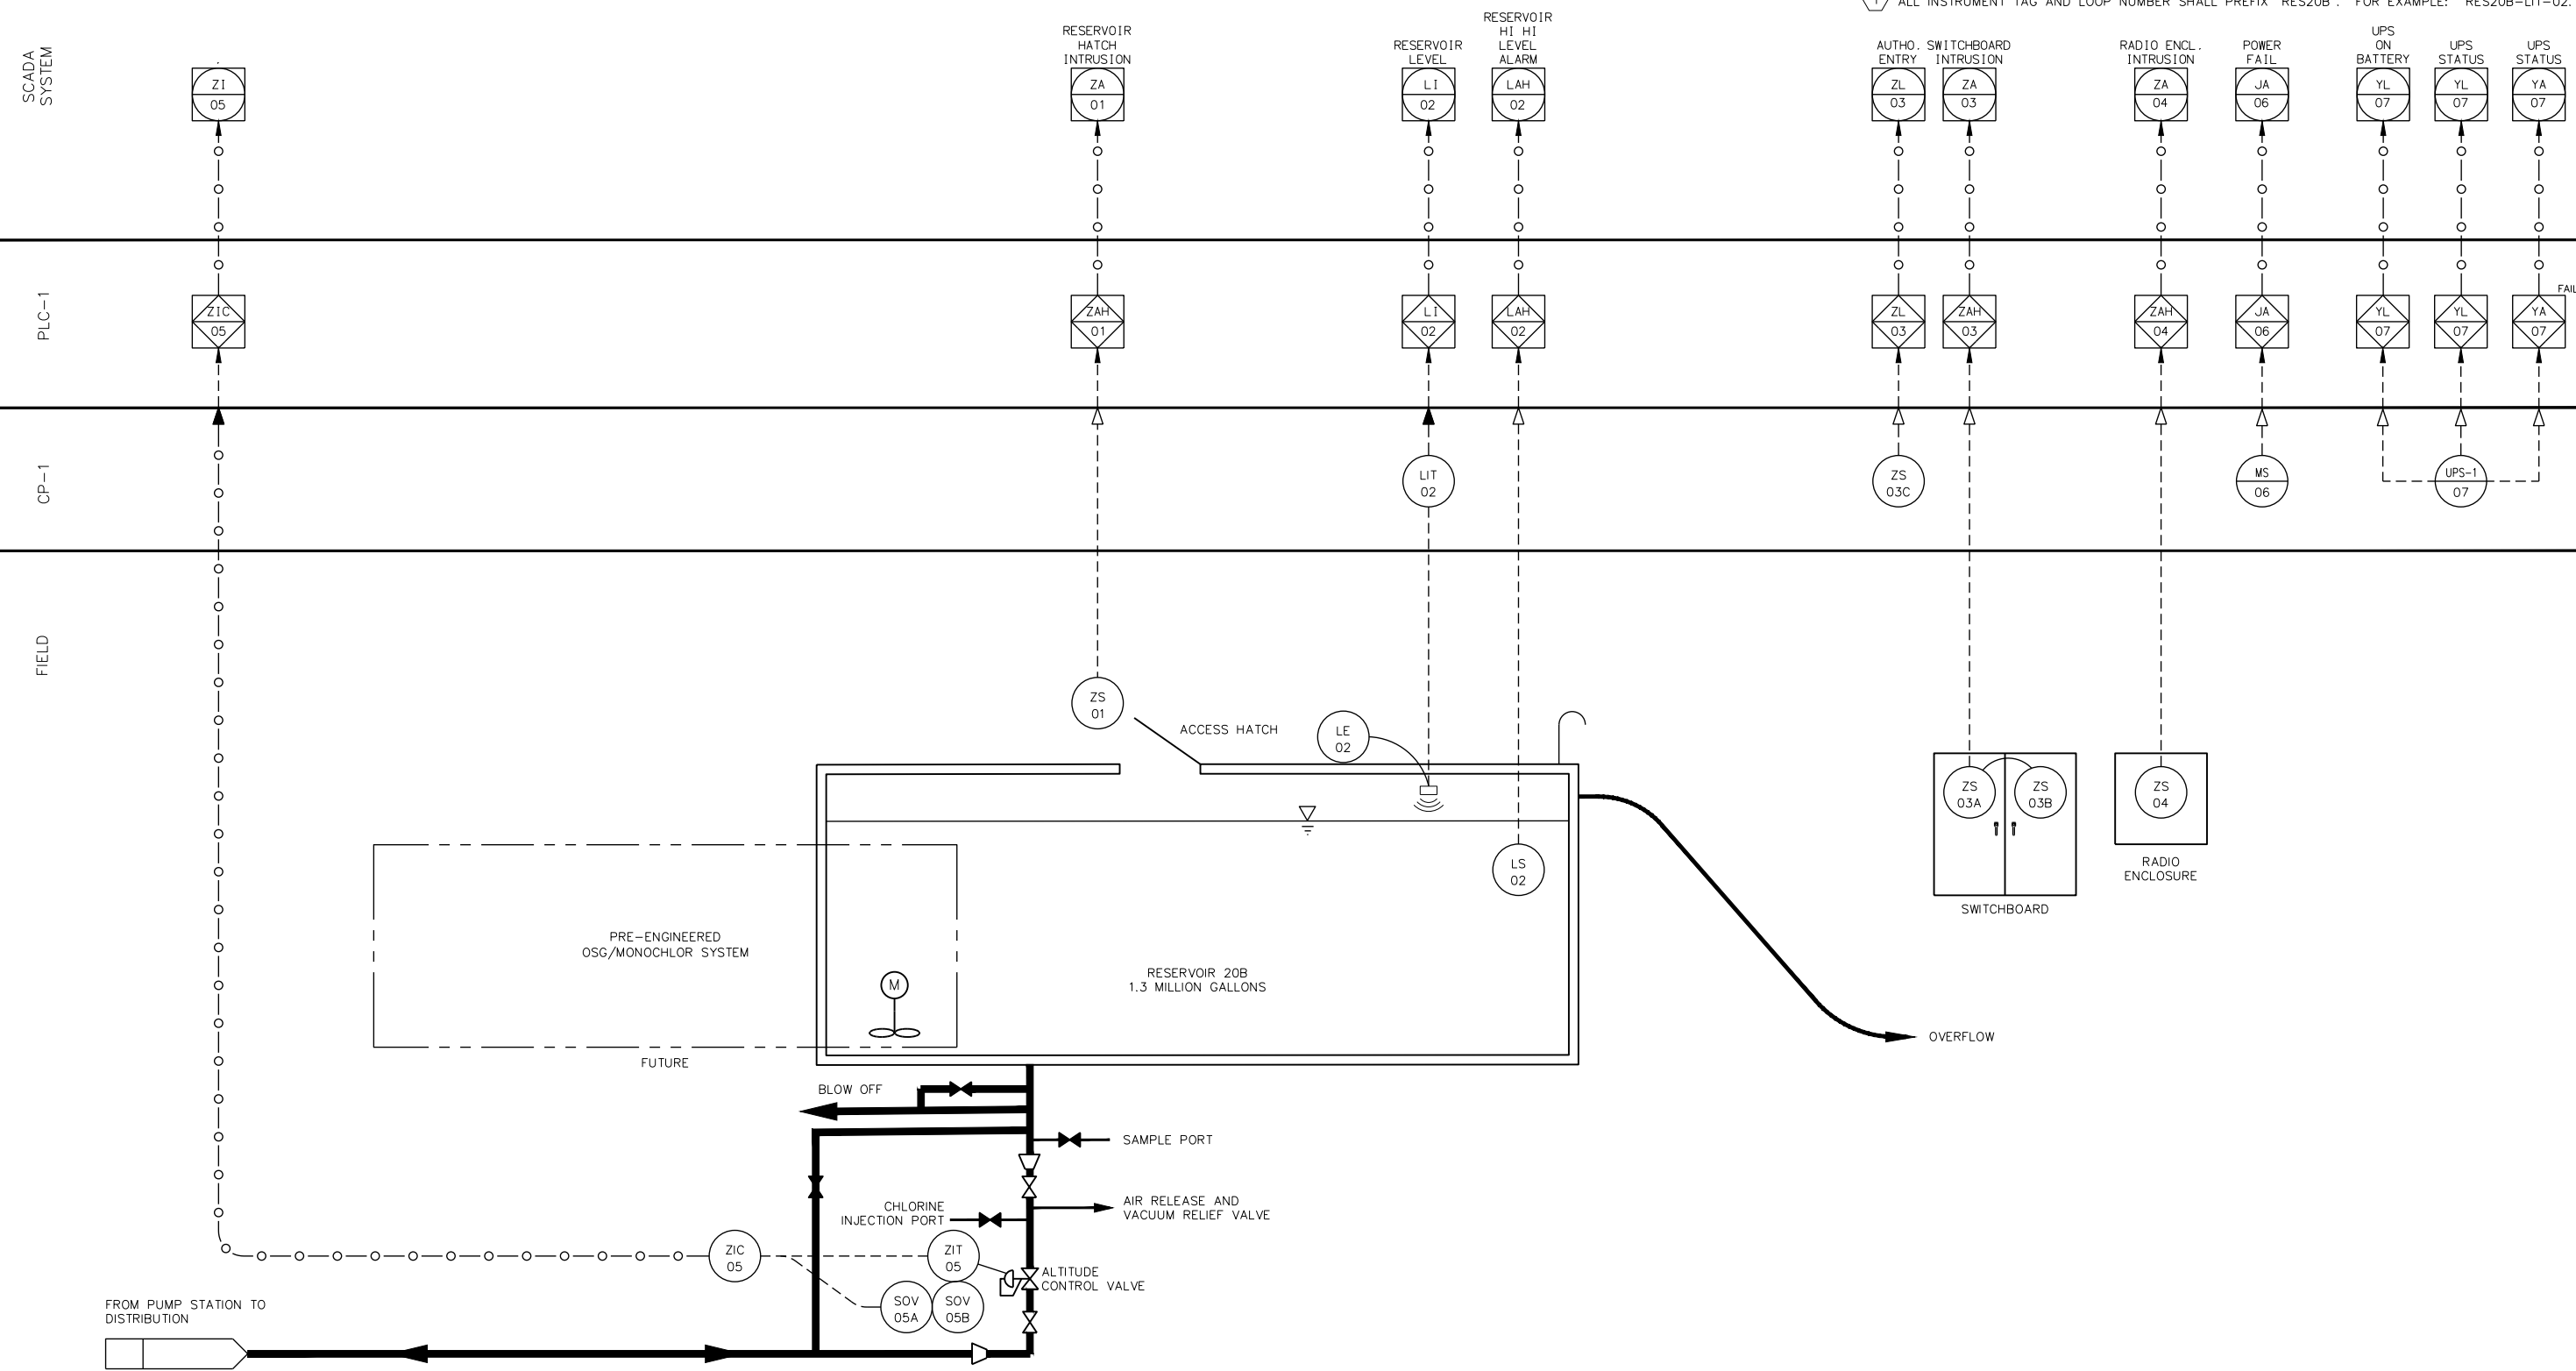 ALL INSTRUMENT TAG AND LOOP NUMBER SHALL PREFIX "RES20B". FOR EXAMPLE: "RES20B-LIT-02."
SCADA
SYSTEM
ZI
05
RESERVOIR
HATCH
INTRUSION
ZA
01
RESERVOIR
LEVEL
LI
02
RESERVOIR
HI HI
LEVEL
ALARM
LAH
02
AUTHO.
ENTRY
ZL
03
SWITCHBOARD
INTRUSION
ZA
03
RADIO ENCL.
INTRUSION
ZA
04
POWER
FAIL
JA
06
UPS
ON
BATTERY
YL
07
UPS
STATUS
YL
07
UPS
STATUS
YA
07
PLC-1
ZIC
05
ZAH
01
LI
02
LAH
02
ZL
03
ZAH
03
ZAH
04
JA
06
YL
07
YL
07
YA
07
FAIL
CP-1
LIT
02
ZS
03C
MS
06
UPS-1
07
FIELD
ZS
01
ACCESS HATCH
LE
02
LS
02
ZS
03A
ZS
03B
SWITCHBOARD
ZS
04
RADIO
ENCLOSURE
PRE-ENGINEERED
OSG/MONOCHLOR SYSTEM
FUTURE
M
RESERVOIR 20B
1.3 MILLION GALLONS
OVERFLOW
BLOW OFF
SAMPLE PORT
AIR RELEASE AND
VACUUM RELIEF VALVE
CHLORINE
INJECTION PORT
ZIC
05
ZIT
05
SOV
05A
SOV
05B
ALTITUDE
CONTROL VALVE
FROM PUMP STATION TO
DISTRIBUTION